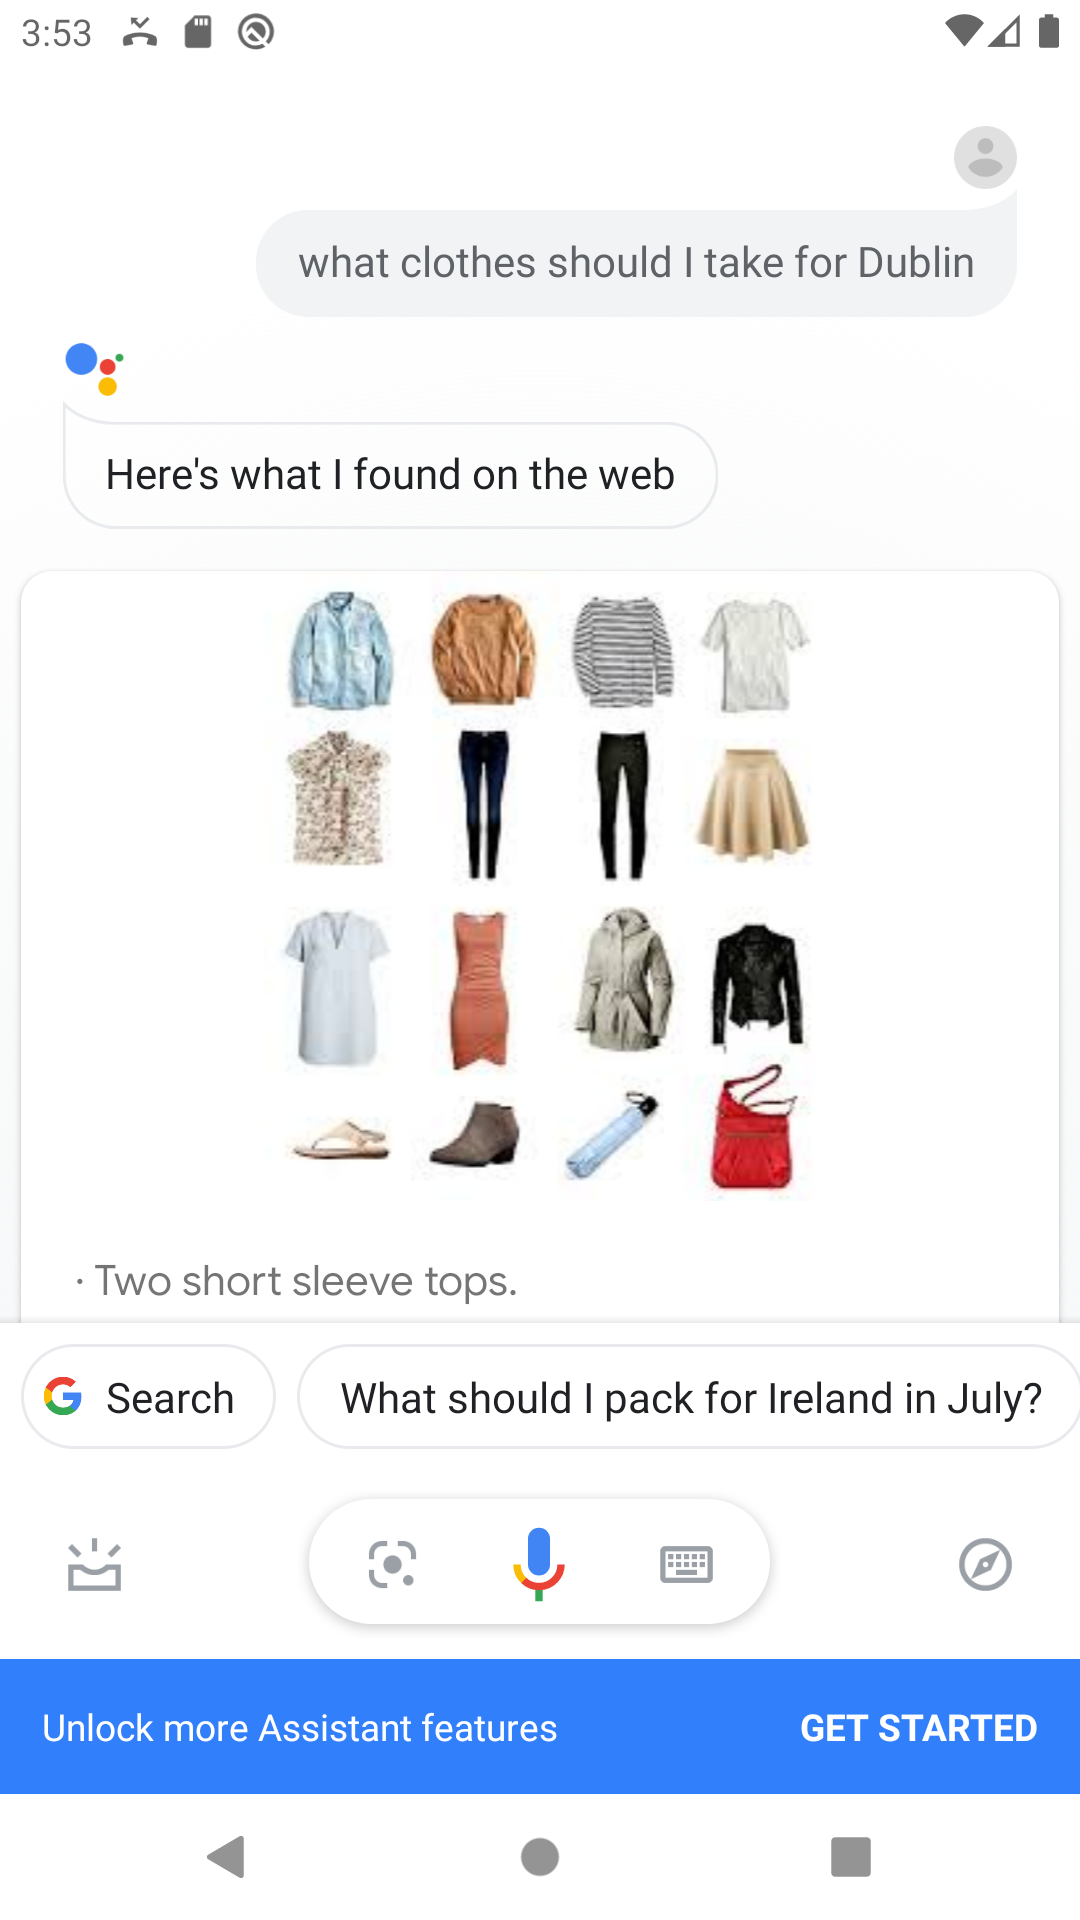 3:53
what clothes should I take for Dublin
Here's what I found on the web
· Two short sleeve tops.
Search
What should I pack for Ireland in July?
Unlock more Assistant features
GET STARTED